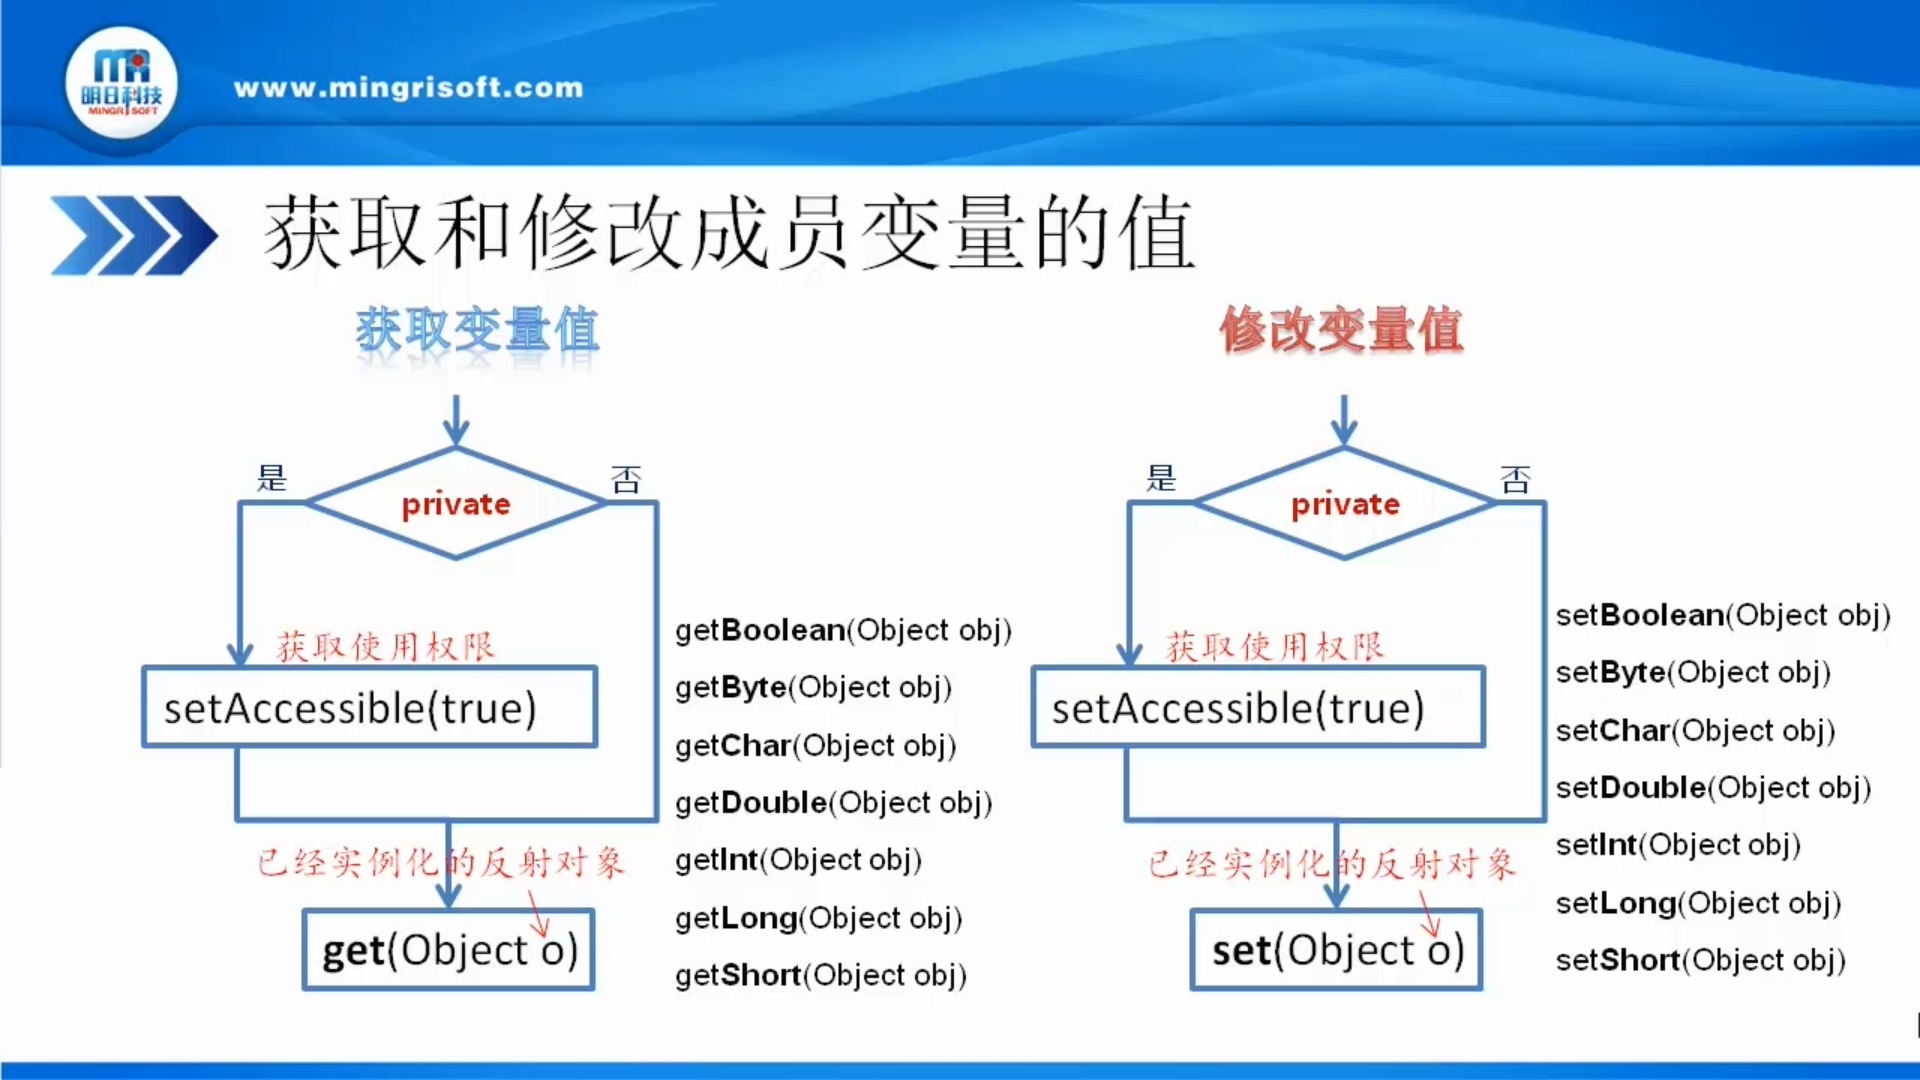 明日科技
MINGRISOFT
www.mingrisoft.com
获取和修改成员变量的值
获取变量值
是
private
否
获取使用权限
setAccessible(true)
已经实例化的反射对象
get(Object o)
getBoolean(Object obj)
getByte(Object obj)
getChar(Object obj)
getDouble(Object obj)
getInt(Object obj)
getLong(Object obj)
getShort(Object obj)
修改变量值
是
private
否
获取使用权限
setAccessible(true)
已经实例化的反射对象
set(Object o)
setBoolean(Object obj)
setByte(Object obj)
setChar(Object obj)
setDouble(Object obj)
setInt(Object obj)
setLong(Object obj)
setShort(Object obj)